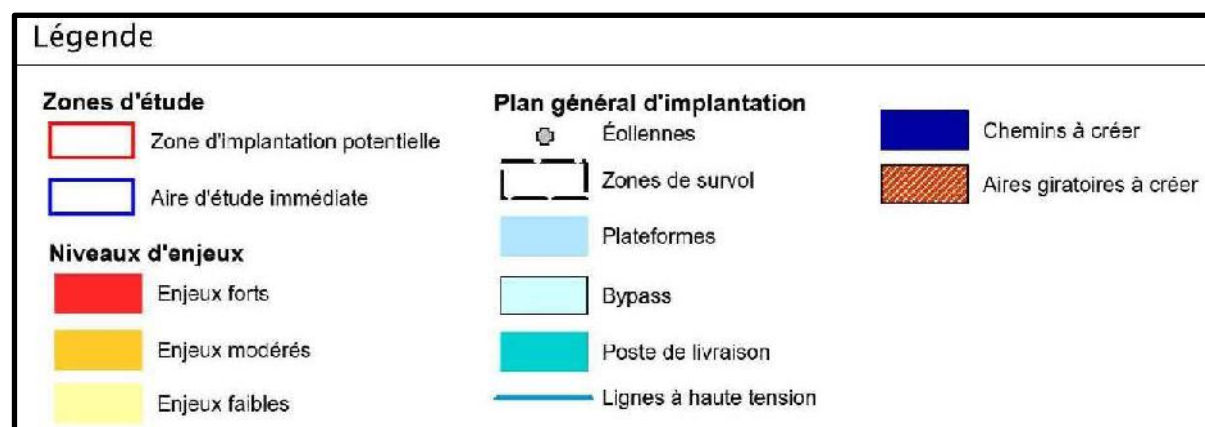 Légende
Zones d'étude
Zone d'implantation potentielle
Aire d'étude immédiate
Niveaux d'enjeux
Enjeux forts
Enjeux modérés
Enjeux faibles
Plan général d'implantation
Éoliennes
Zones de survol
Plateformes
Bypass
Poste de livraison
Lignes à haute tension
Chemins à créer
Aires giratoires à créer